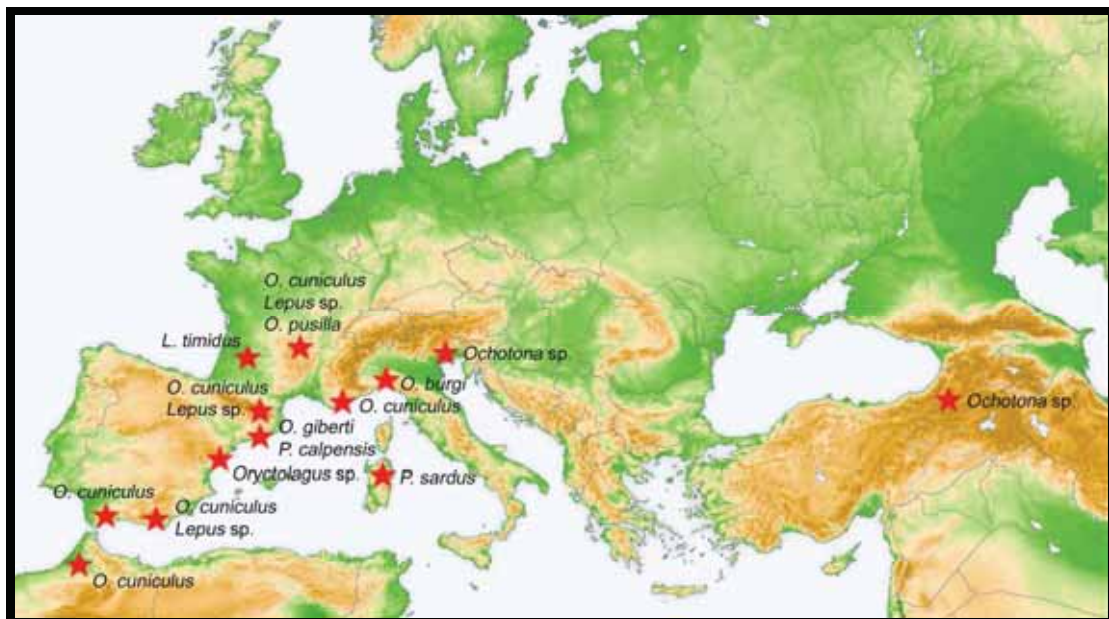 O. cuniculus
Lepus sp.
O. pusilla
L. timidus
Ochotona sp.
O. cuniculus
Lepus sp.
O. burgi
O. cuniculus
Ochotona sp.
O. giberti
P. calpensis
Oryctolagus sp.
P. sardus
O. cuniculus
O. cuniculus
Lepus sp.
O. cuniculus